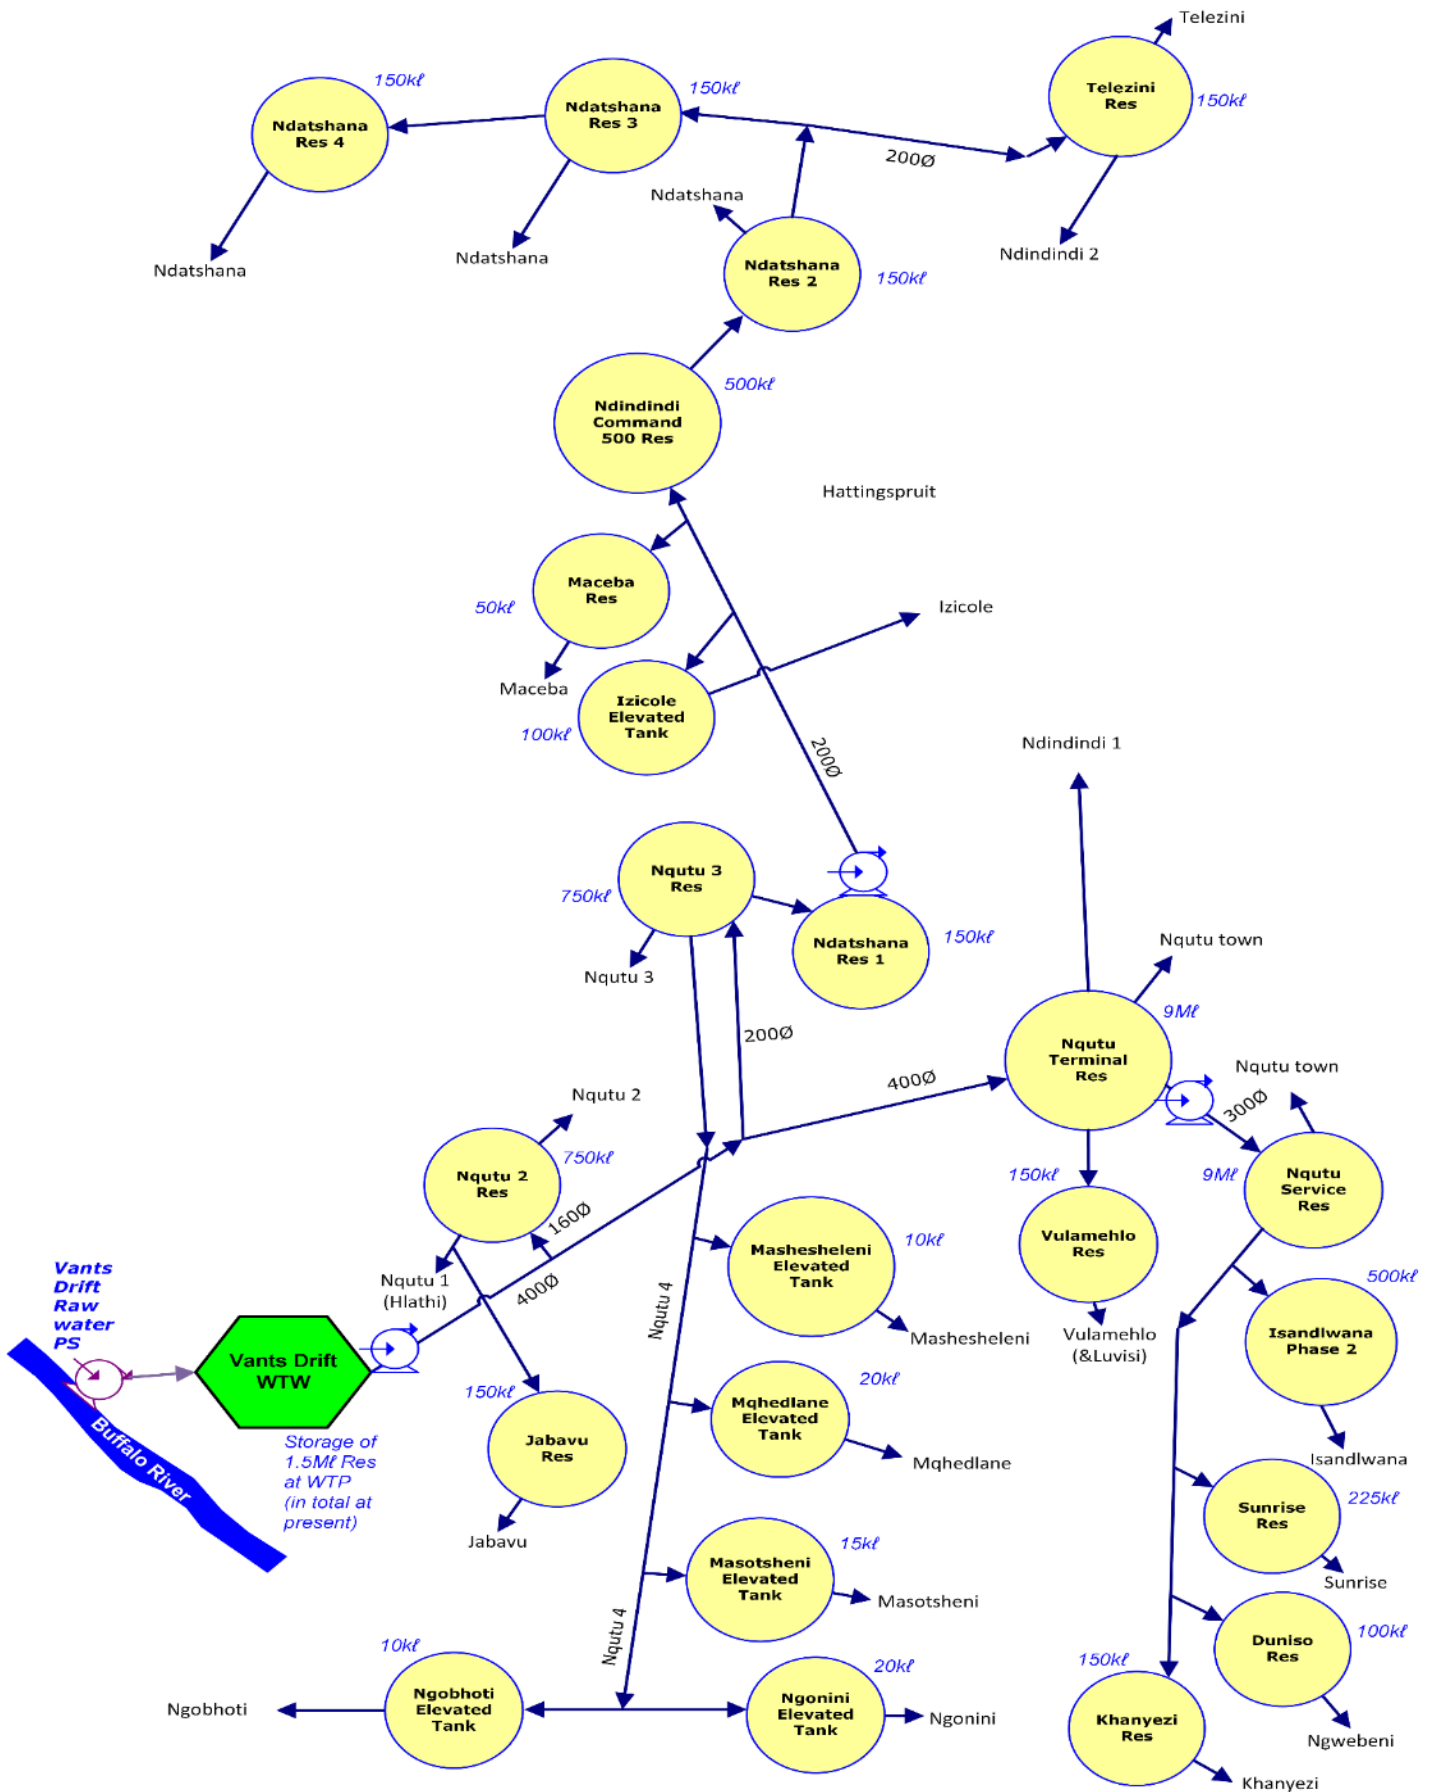 Telezini
150kℓ
150kℓ
Telezini
Res
150kℓ
Ndatshana
Res 3
Ndatshana
Res 4
200Ø
Ndatshana
Ndatshana
Ndatshana
Ndindindi 2
Ndatshana
Res 2
150kℓ
500kℓ
Ndindindi
Command
500 Res
Hattingspruit
Maceba
Res
50kℓ
Izicole
Maceba
Izicole
Elevated
Tank
100kℓ
200Ø
Ndindindi 1
Nqutu 3
Res
750kℓ
Ndatshana
Res 1
150kℓ
Nqutu town
Nqutu 3
9Mℓ
200Ø
Nqutu
Terminal
Res
400Ø
Nqutu town
Nqutu 2
300Ø
750kℓ
Nqutu 2
Res
150kℓ
9Mℓ
Nqutu
Service
Res
160Ø
Vulamehlo
Res
Mashesheleni
Elevated
Tank
10kℓ
Vants
Drift
Raw
water
PS
Nqutu 1
(Hlathi)
400Ø
Nqutu 4
500kℓ
Isandlwana
Phase 2
Mashesheleni
Vulamehlo
(&Luvisi)
Vants Drift
WTW
150kℓ
20kℓ
Mqhedlane
Elevated
Tank
Buffalo River
Storage of
1.5Mℓ Res
at WTP
(in total at
present)
Jabavu
Res
Mqhedlane
Isandlwana
Sunrise
Res
225kℓ
Jabavu
15kℓ
Masotsheni
Elevated
Tank
Sunrise
Masotsheni
Nqutu 4
Duniso
Res
100kℓ
10kℓ
20kℓ
150kℓ
Ngobhoti
Ngobhoti
Elevated
Tank
Ngonini
Elevated
Tank
Ngonini
Khanyezi
Res
Ngwebeni
Khanyezi